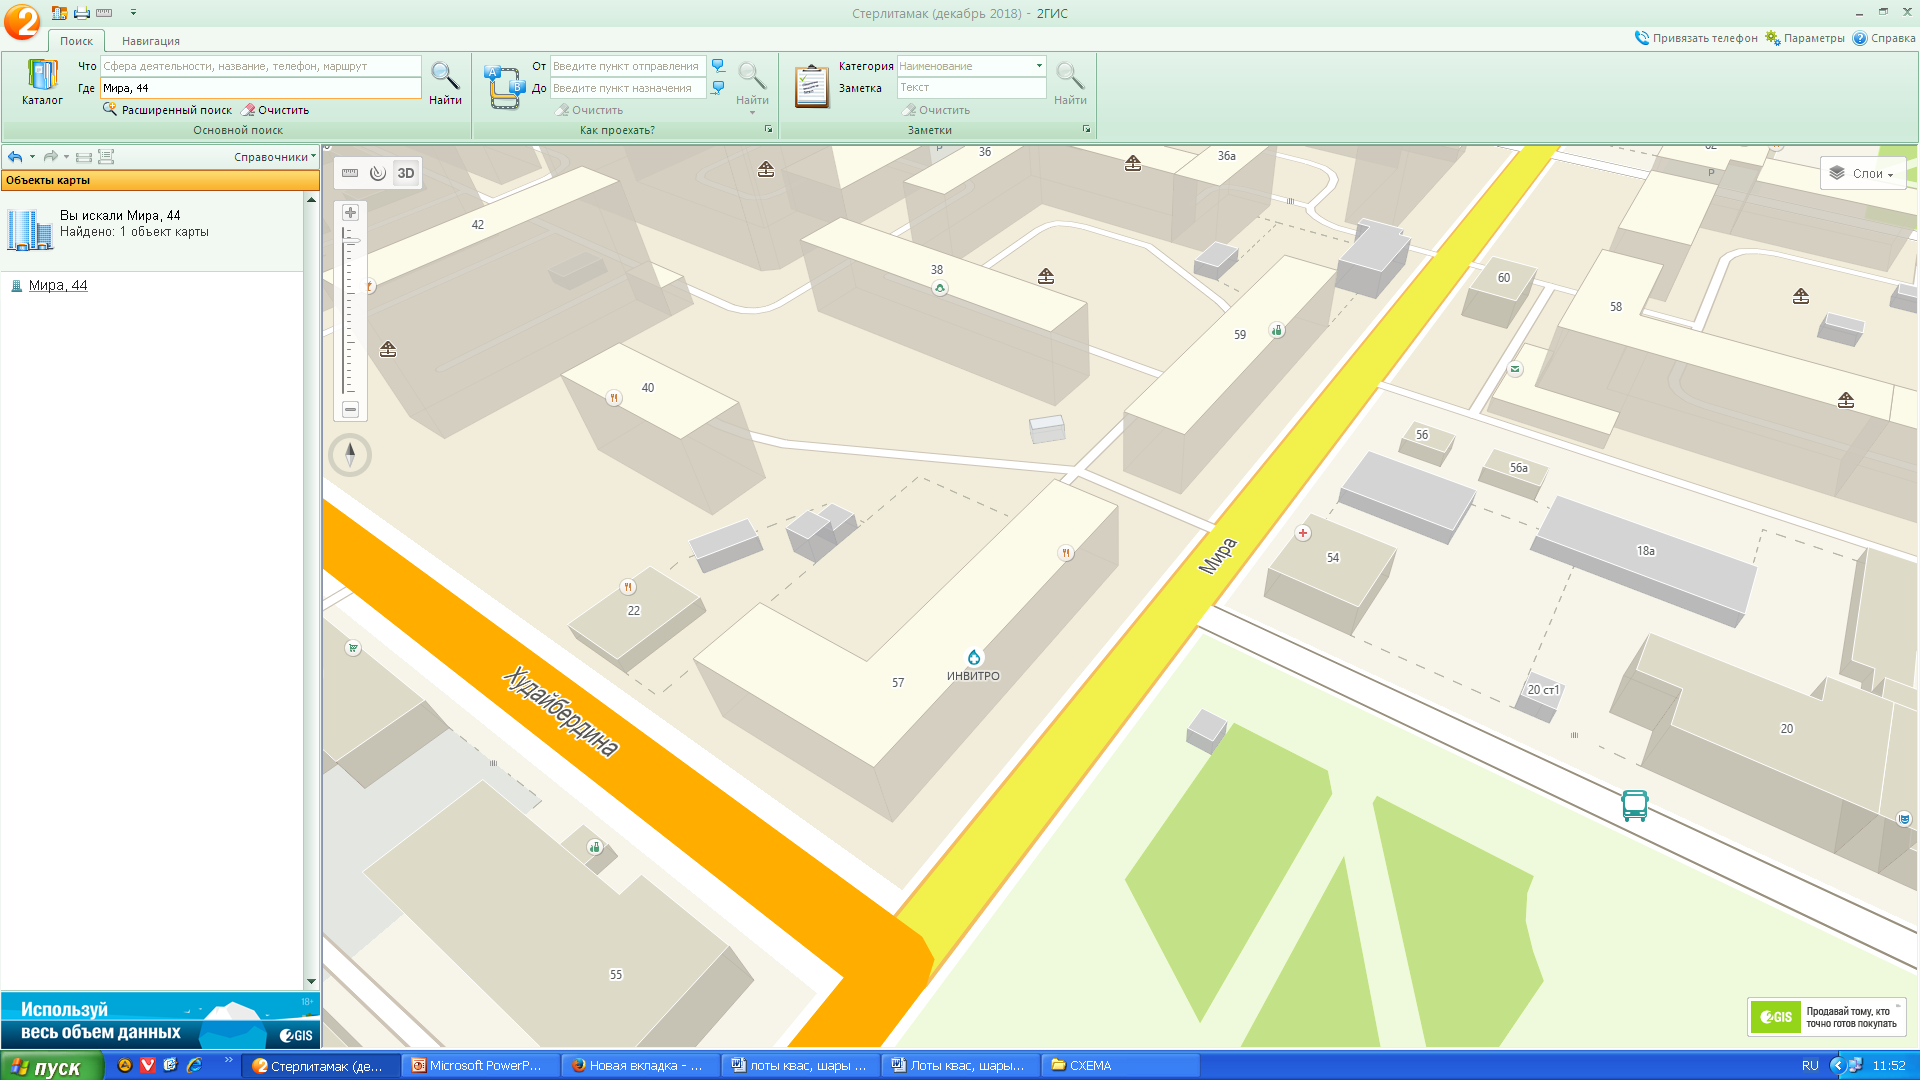 Стерлитамак (декабрь 2018) - 2ГИС
Поиск
Навигация
Привязать телефон
Параметры
Справка
Каталог
Что
Сфера деятельности, название, телефон, маршрут
Где
Мира, 44
Расширенный поиск
Очистить
Найти
Основной поиск
От
Введите пункт отправления
До
Введите пункт назначения
Очистить
Найти
Как проехать?
Категория
Наименование
Заметка
Текст
Очистить
Найти
Заметки
Справочники
Объекты карты
Вы искали Мира, 44
Найдено: 1 объект карты
Мира, 44
3D
Слои
36
36а
P
P
42
38
59
60
58
40
56
56а
54
18а
22
57
ИНВИТРО
Мира
Худайбердина
20 ст1
20
55
Используй
весь объем данных
18+
2GIS
2GIS
Продавай тому, кто
точно готов покупать
пуск
Стерлитамак (де...
Microsoft PowerP...
Новая вкладка - ...
лоты квас, шары ...
Лоты квас, шары...
СХЕМА
RU
11:52